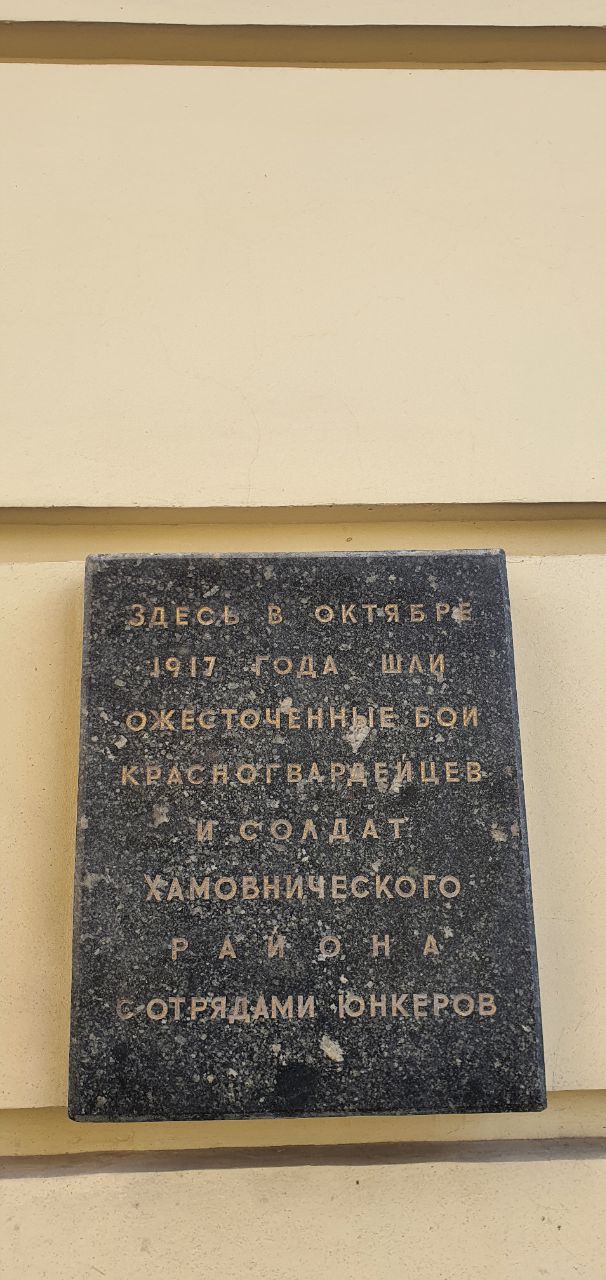 ЗДЕСЬ В ОКТЯБРЕ
1917 ГОДА ШЛИ
ОЖЕСТОЧЕННЫЕ БОИ
КРАСНОГВАРДЕЙЦЕВ
И СОЛДАТ
ХАМОВНИЧЕСКОГО
РАЙОНА
С ОТРЯДАМИ ЮНКЕРОВ